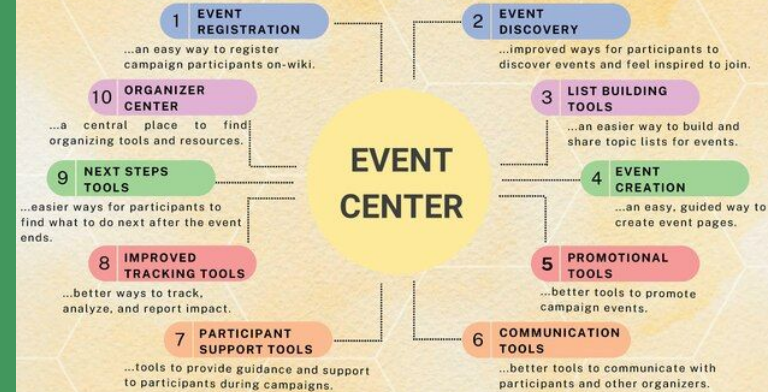 1 EVENT
REGISTRATION
...an easy way to register
campaign participants on-wiki.
2 EVENT
DISCOVERY
...improved ways for participants to
discover events and feel inspired to join.
10 ORGANIZER
CENTER
...a central place to find
organizing tools and resources.
3 LIST BUILDING
TOOLS
...an easier way to build and
share topic lists for events.
EVENT
CENTER
9 NEXT STEPS
TOOLS
...easier ways for participants to
find what to do next after the event
ends.
4 EVENT
CREATION
...an easy, guided way to
create event pages.
8 IMPROVED
TRACKING TOOLS
...better ways to track,
analyze, and report impact.
5 PROMOTIONAL
TOOLS
...better tools to promote
campaign events.
7 PARTICIPANT
SUPPORT TOOLS
...tools to provide guidance and support
to participants during campaigns.
6 COMMUNICATION
TOOLS
...better tools to communicate with
participants and other organizers.